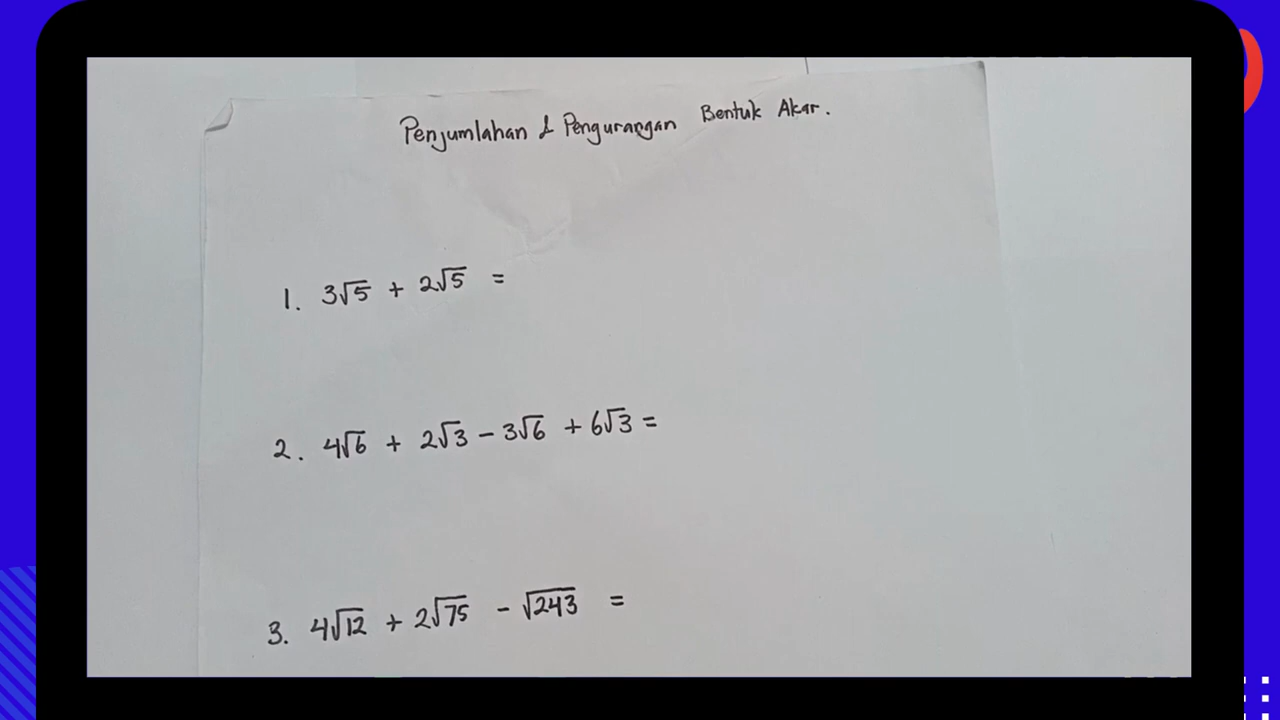 Penjumlahan & Pengurangan Bentuk Akar.
1. 3√5 + 2√5 =
2. 4√6 + 2√3 - 3√6 + 6√3 =
3. 4√12 + 2√75 - √243 =